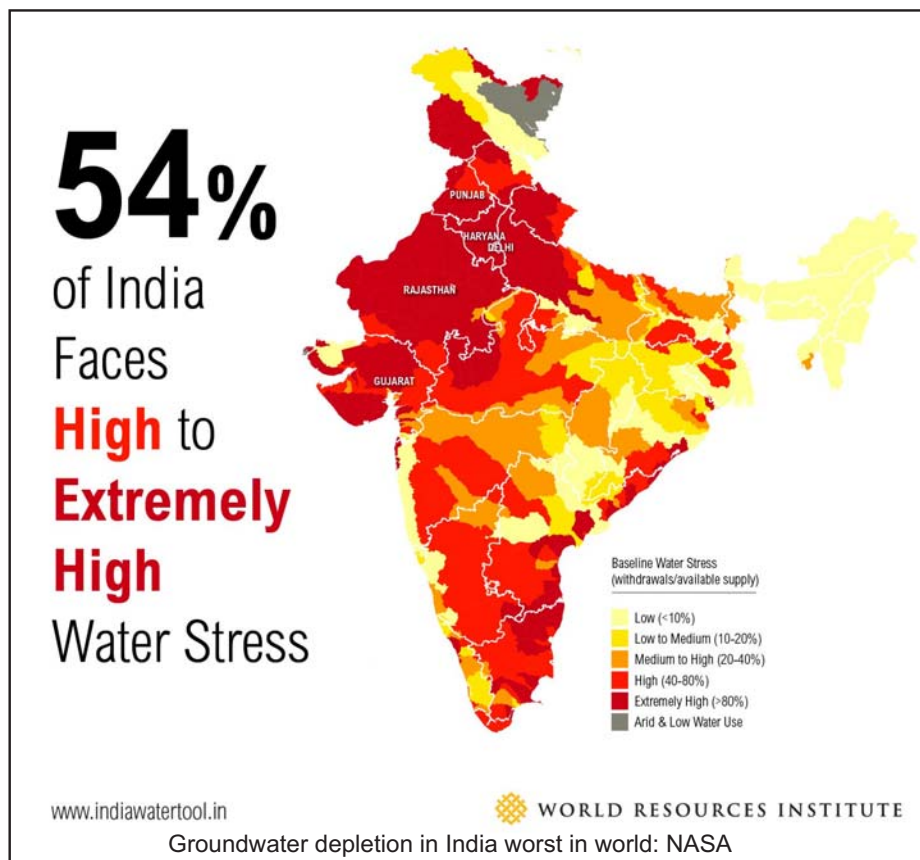 54%
of India
Faces
High to
Extremely
High
Water Stress
PUNJAB
HARYANA
DELHI
RAJASTHAN
GUJARAT
Baseline Water Stress
(withdrawals/available supply)
Low (<10%)
Low to Medium (10-20%)
Medium to High (20-40%)
High (40-80%)
Extremely High (>80%)
Arid & Low Water Use
www.indiawatertool.in
WORLD RESOURCES INSTITUTE
Groundwater depletion in India worst in world: NASA